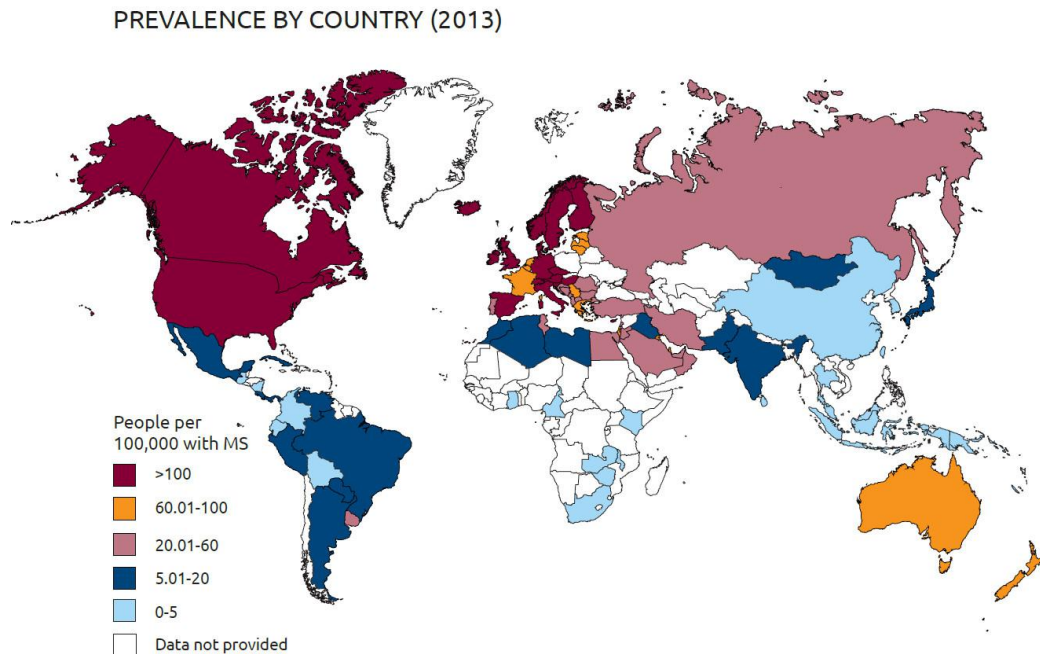 PREVALENCE BY COUNTRY (2013)
People per
100,000 with MS
>100
60.01-100
20.01-60
5.01-20
0-5
Data not provided